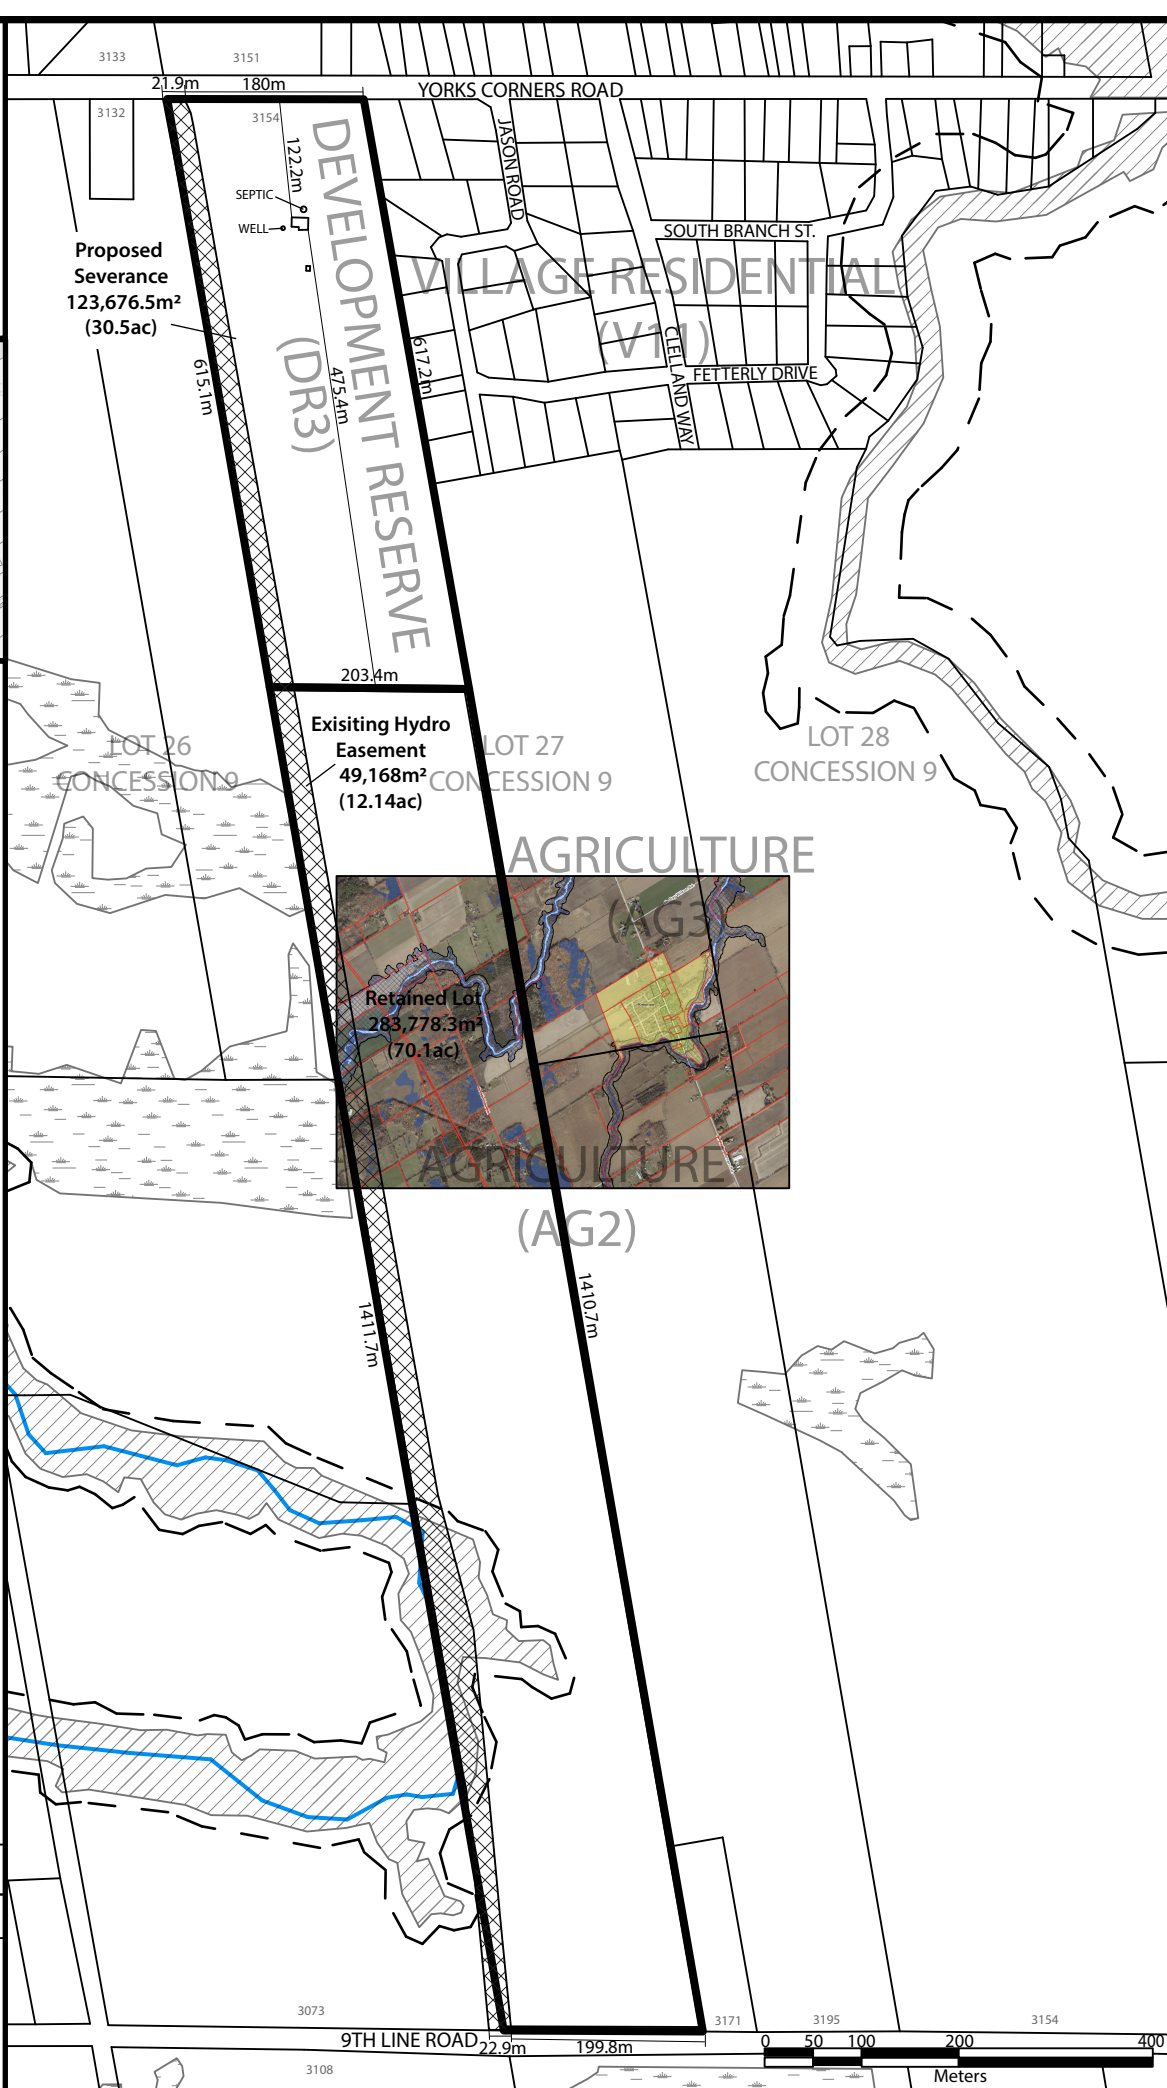 3133
3151
21.9m
180m
YORKS CORNERS ROAD
3132
3154
122.2m
SEPTIC
WELL
JASON ROAD
SOUTH BRANCH ST.
Proposed
Severance
123,676.5m²
(30.5ac)
DEVELOPMENT RESERVE
(DR3)
VILLAGE RESIDENTIAL
(V11)
CLELLAND WAY
FETTERLY DRIVE
615.1m
475.4m
617.2m
203.4m
Exisiting Hydro
Easement
49,168m²
(12.14ac)
LOT 26
CONCESSION 9
LOT 27
CONCESSION 9
LOT 28
CONCESSION 9
AGRICULTURE
(AG3)
Retained Lot
283,778.3m²
(70.1ac)
AGRICULTURE
(AG2)
1411.7m
1410.7m
3073
3171
3195
3154
9TH LINE ROAD
22.9m
199.8m
3108
0 50 100 200 400
Meters